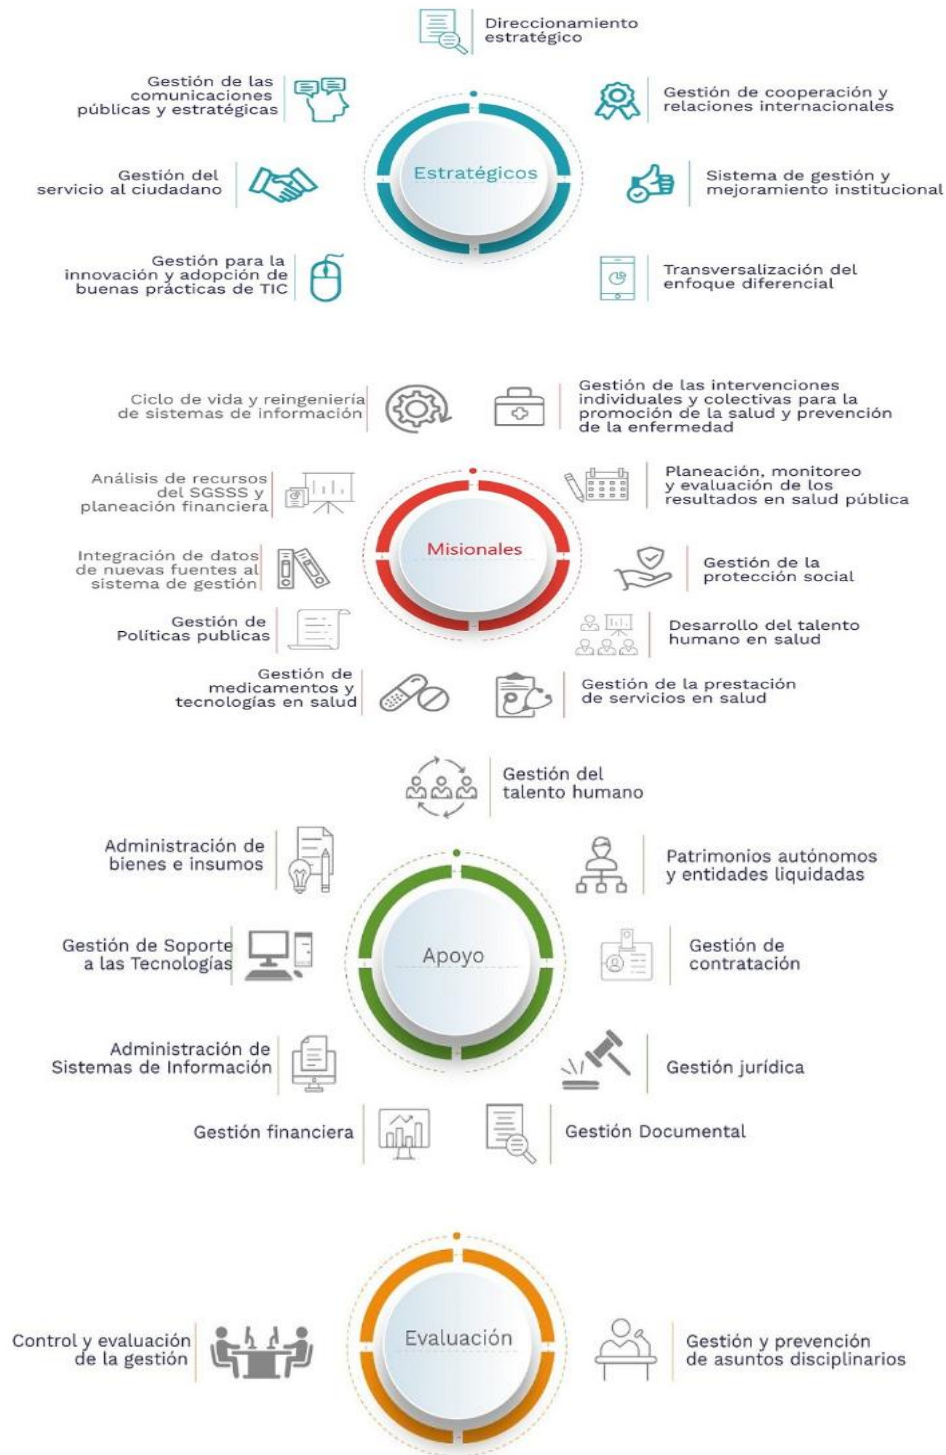 Direccionamiento
estratégico
Gestión de las
comunicaciones
públicas y estratégicas
Gestión de cooperación y
relaciones internacionales
Estratégicos
Gestión del
servicio al ciudadano
Sistema de gestión y
mejoramiento institucional
Gestión para la
innovación y adopción de
buenas prácticas de TIC
Transversalización del
enfoque diferencial
Ciclo de vida y reingeniería
de sistemas de información
Gestión de las intervenciones
individuales y colectivas para la
promoción de la salud y prevención
de la enfermedad
Análisis de recursos
del SGSSS y
planeación financiera
Planeación, monitoreo
y evaluación de los
resultados en salud pública
Misionales
Integración de datos
de nuevas fuentes al
sistema de gestión
Gestión de la
protección social
Gestión de
Políticas publicas
Desarrollo del talento
humano en salud
Gestión de
medicamentos y
tecnologías en salud
Gestión de la prestación
de servicios en salud
Gestión del
talento humano
Administración de
bienes e insumos
Patrimonios autónomos
y entidades liquidadas
Gestión de Soporte
a las Tecnologías
Apoyo
Gestión de
contratación
Administración de
Sistemas de Información
Gestión jurídica
Gestión financiera
Gestión Documental
Control y evaluación
de la gestión
Evaluación
Gestión y prevención
de asuntos disciplinarios